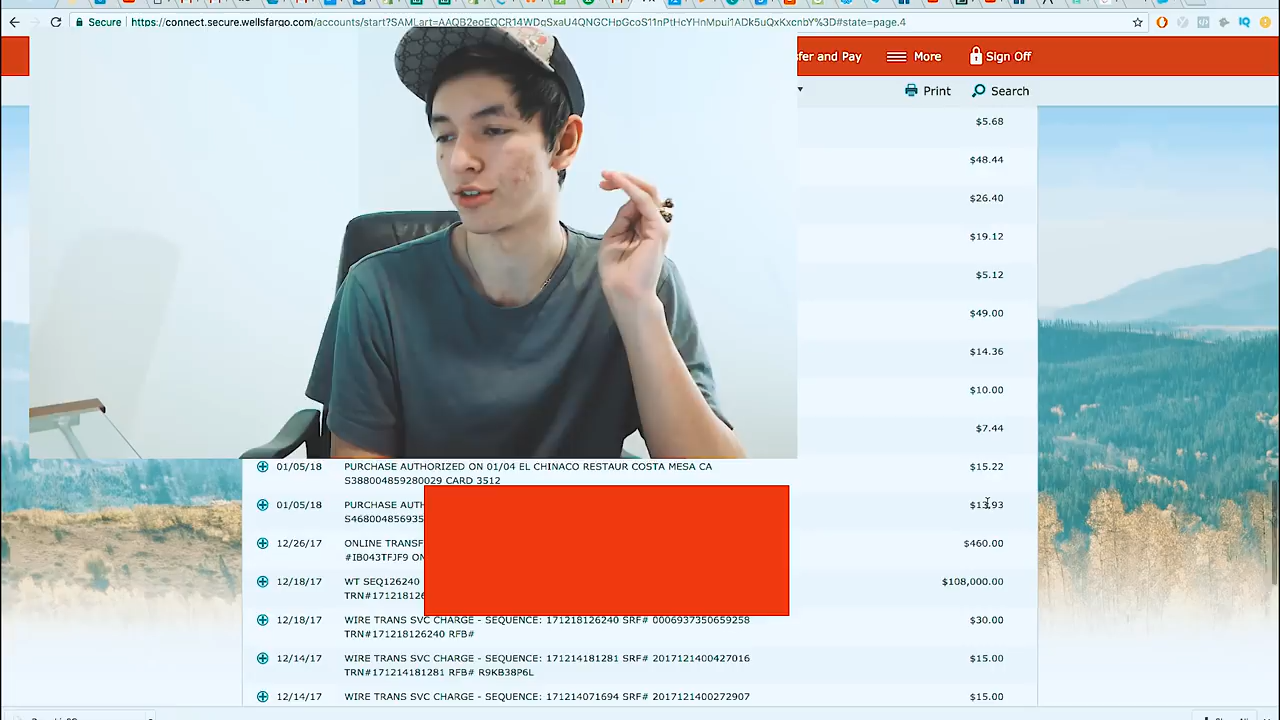 Secure https://connect.secure.wellsfargo.com/accounts/start?SAMLart=AAQB2eoEQCR14WDqSxaU4QNGCHpGcoS11nPtHcYHnMpui1ADk5uQxKxcnbY%3D#state=page.4
fer and Pay More Sign Off
Print Search
$5.68
$48.44
$26.40
$19.12
$5.12
$49.00
$14.36
$10.00
$7.44
01/05/18 PURCHASE AUTHORIZED ON 01/04 EL CHINACO RESTAUR COSTA MESA CA $15.22
S388004859280029 CARD 3512
01/05/18 PURCHASE AUTH $13.93
S468004856935
12/26/17 ONLINE TRANSF $460.00
#IB043TFJF9 ON
12/18/17 WT SEQ126240 $108,000.00
TRN#171218126
12/18/17 WIRE TRANS SVC CHARGE - SEQUENCE: 171218126240 SRF# 0006937350659258 $30.00
TRN#171218126240 RFB#
12/14/17 WIRE TRANS SVC CHARGE - SEQUENCE: 171214181281 SRF# 2017121400427016 $15.00
TRN#171214181281 RFB# R9KB38P6L
12/14/17 WIRE TRANS SVC CHARGE - SEQUENCE: 171214071694 SRF# 2017121400272907 $15.00